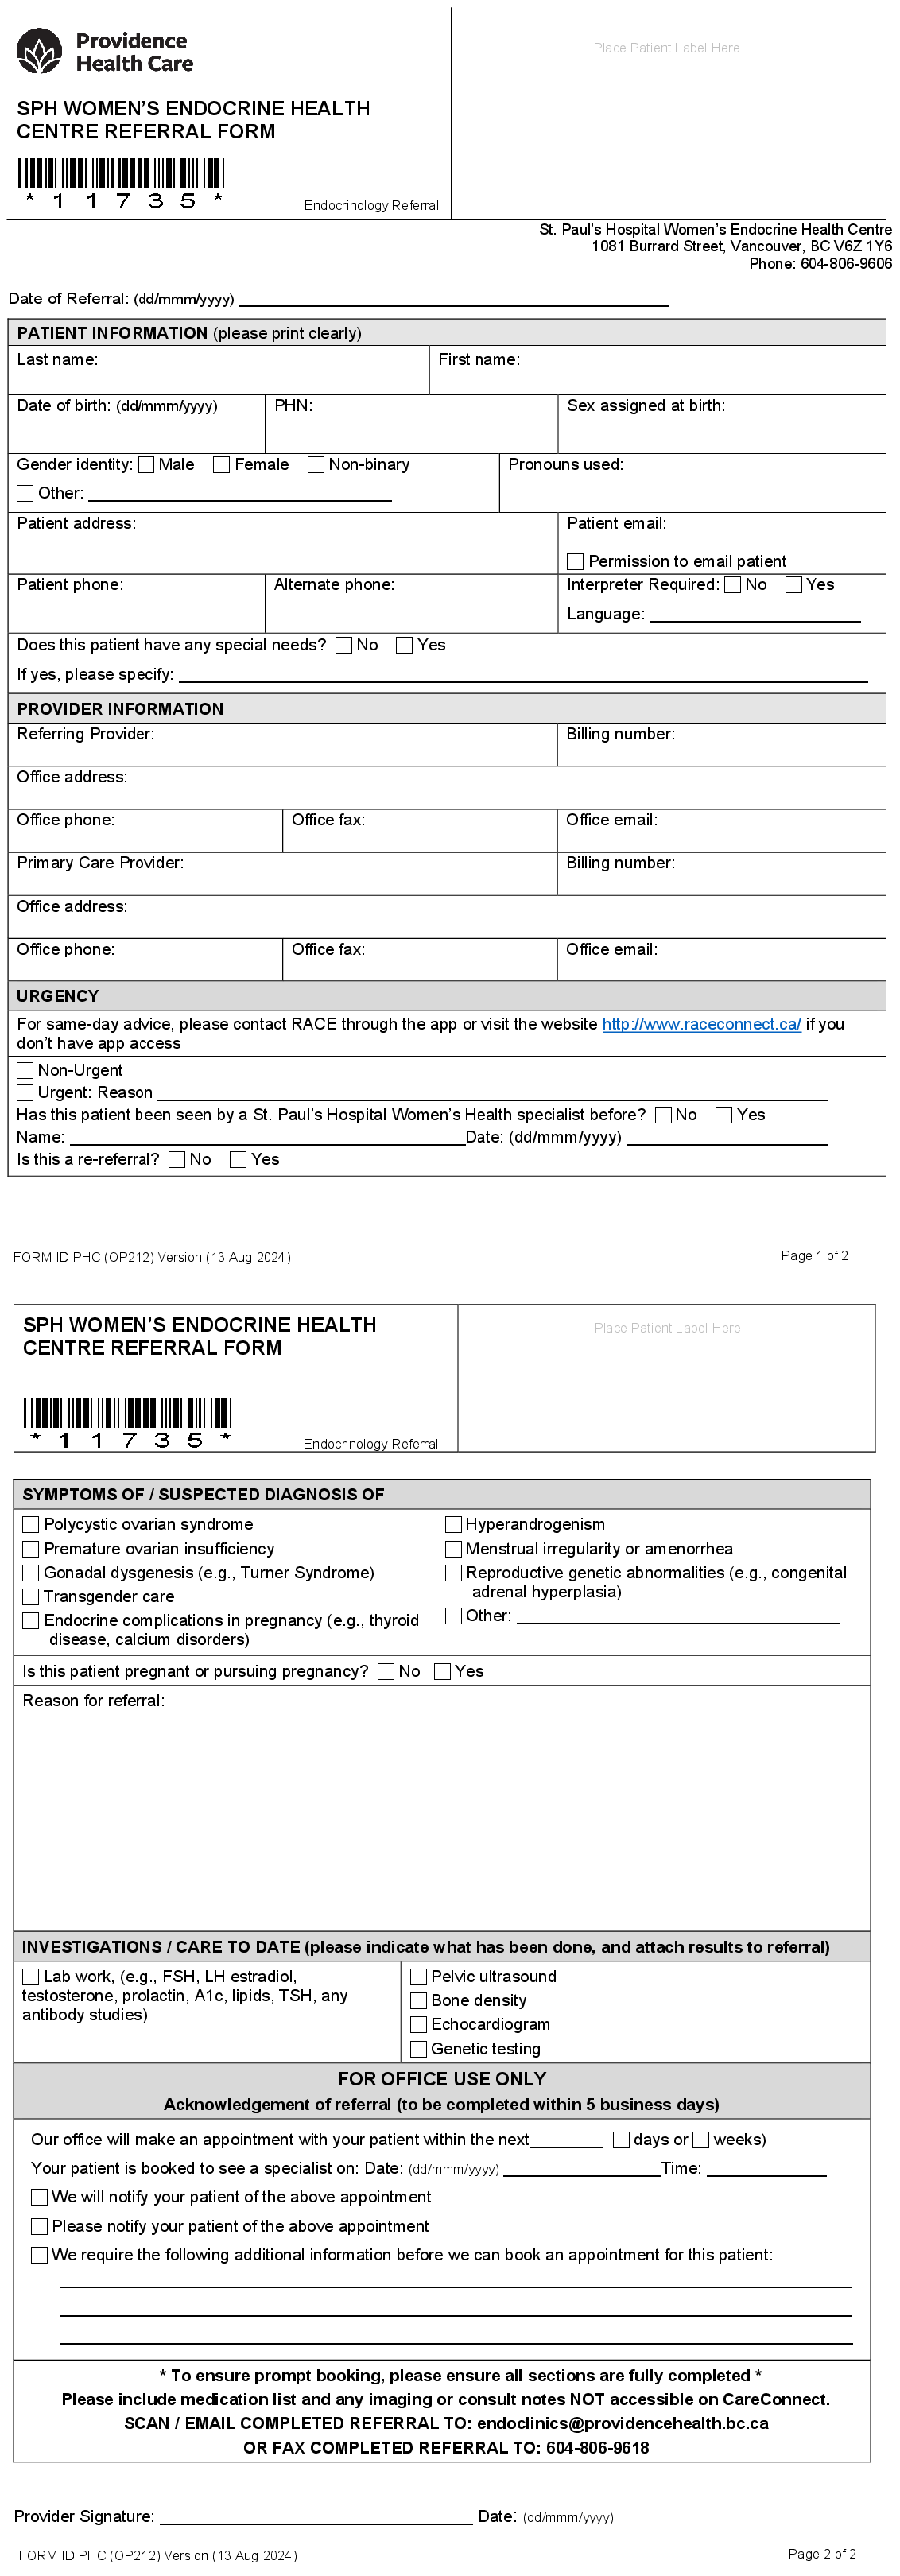 Providence
Health Care
Place Patient Label Here
SPH WOMEN'S ENDOCRINE HEALTH
CENTRE REFERRAL FORM
* 1 1 7 3 5 *
Endocrinology Referral
St. Paul's Hospital Women's Endocrine Health Centre
1081 Burrard Street, Vancouver, BC V6Z 1Y6
Phone: 604-806-9606
Date of Referral: (dd/mmm/yyyy)
PATIENT INFORMATION (please print clearly)
Last name: First name:
Date of birth: (dd/mmm/yyyy) PHN: Sex assigned at birth:
Gender identity: Male Female Non-binary Pronouns used:
Other:
Patient address: Patient email:
Permission to email patient
Patient phone: Alternate phone: Interpreter Required: No Yes
Language:
Does this patient have any special needs? No Yes
If yes, please specify:
PROVIDER INFORMATION
Referring Provider: Billing number:
Office address:
Office phone: Office fax: Office email:
Primary Care Provider: Billing number:
Office address:
Office phone: Office fax: Office email:
URGENCY
For same-day advice, please contact RACE through the app or visit the website http://www.raceconnect.ca/ if you
don't have app access
Non-Urgent
Urgent: Reason
Has this patient been seen by a St. Paul's Hospital Women's Health specialist before? No Yes
Name: Date: (dd/mmm/yyyy)
Is this a re-referral? No Yes
FORM ID PHC (OP212) Version (13 Aug 2024) Page 1 of 2
SPH WOMEN'S ENDOCRINE HEALTH
CENTRE REFERRAL FORM
Place Patient Label Here
* 1 1 7 3 5 *
Endocrinology Referral
SYMPTOMS OF / SUSPECTED DIAGNOSIS OF
Polycystic ovarian syndrome
Premature ovarian insufficiency
Gonadal dysgenesis (e.g., Turner Syndrome)
Transgender care
Endocrine complications in pregnancy (e.g., thyroid
disease, calcium disorders)
Hyperandrogenism
Menstrual irregularity or amenorrhea
Reproductive genetic abnormalities (e.g., congenital
adrenal hyperplasia)
Other:
Is this patient pregnant or pursuing pregnancy? No Yes
Reason for referral:
INVESTIGATIONS / CARE TO DATE (please indicate what has been done, and attach results to referral)
Lab work, (e.g., FSH, LH estradiol,
testosterone, prolactin, A1c, lipids, TSH, any
antibody studies)
Pelvic ultrasound
Bone density
Echocardiogram
Genetic testing
FOR OFFICE USE ONLY
Acknowledgement of referral (to be completed within 5 business days)
Our office will make an appointment with your patient within the next days or weeks)
Your patient is booked to see a specialist on: Date: (dd/mmm/yyyy) Time:
We will notify your patient of the above appointment
Please notify your patient of the above appointment
We require the following additional information before we can book an appointment for this patient:
* To ensure prompt booking, please ensure all sections are fully completed *
Please include medication list and any imaging or consult notes NOT accessible on CareConnect.
SCAN / EMAIL COMPLETED REFERRAL TO: endoclinics@providencehealth.bc.ca
OR FAX COMPLETED REFERRAL TO: 604-806-9618
Provider Signature: Date: (dd/mmm/yyyy)
FORM ID PHC (OP212) Version (13 Aug 2024) Page 2 of 2